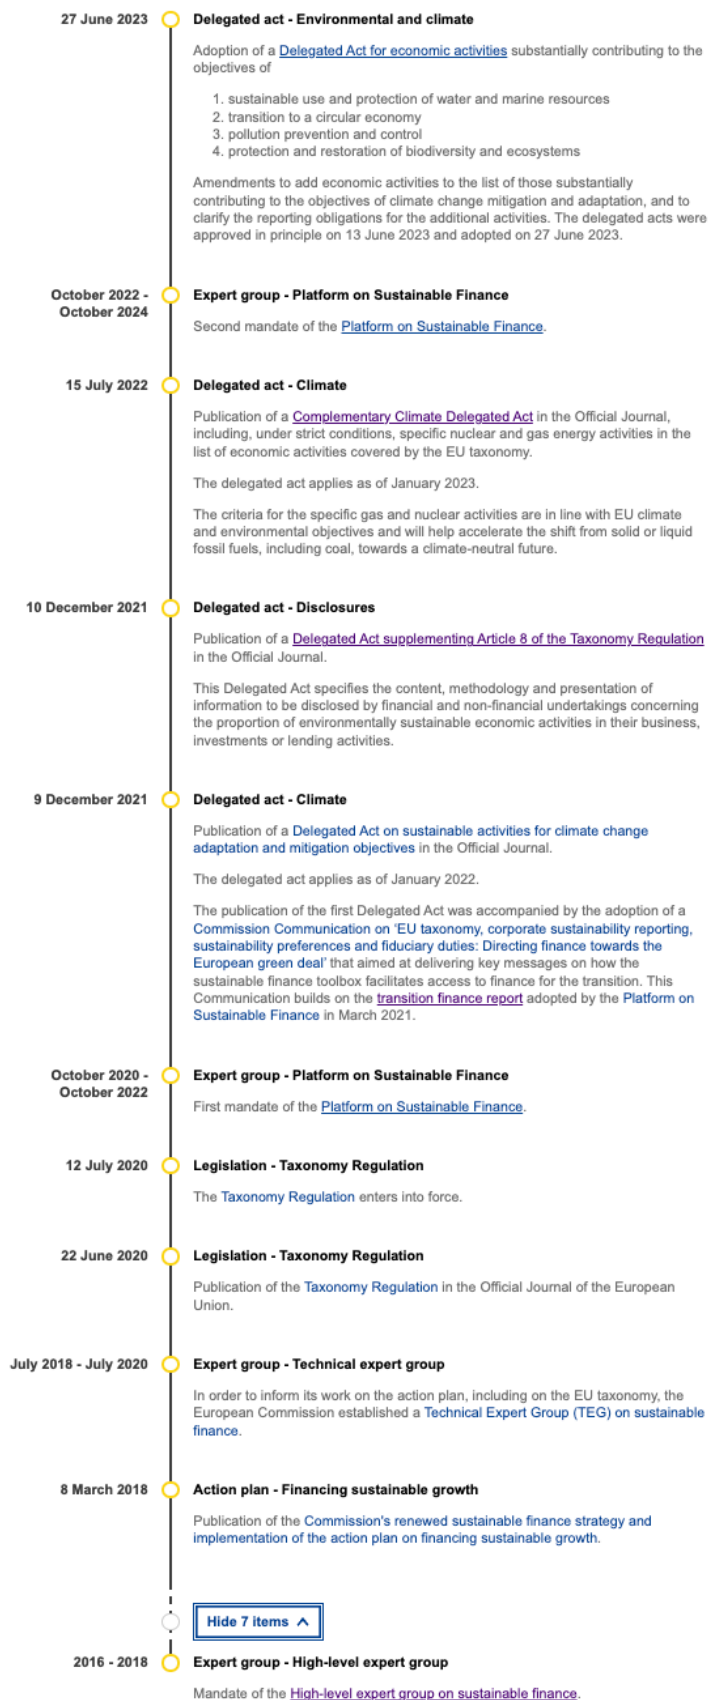 27 June 2023
Delegated act - Environmental and climate
Adoption of a Delegated Act for economic activities substantially contributing to the
objectives of
1. sustainable use and protection of water and marine resources
2. transition to a circular economy
3. pollution prevention and control
4. protection and restoration of biodiversity and ecosystems
Amendments to add economic activities to the list of those substantially
contributing to the objectives of climate change mitigation and adaptation, and to
clarify the reporting obligations for the additional activities. The delegated acts were
approved in principle on 13 June 2023 and adopted on 27 June 2023.
October 2022 -
October 2024
Expert group - Platform on Sustainable Finance
Second mandate of the Platform on Sustainable Finance.
15 July 2022
Delegated act - Climate
Publication of a Complementary Climate Delegated Act in the Official Journal,
including, under strict conditions, specific nuclear and gas energy activities in the
list of economic activities covered by the EU taxonomy.
The delegated act applies as of January 2023.
The criteria for the specific gas and nuclear activities are in line with EU climate
and environmental objectives and will help accelerate the shift from solid or liquid
fossil fuels, including coal, towards a climate-neutral future.
10 December 2021
Delegated act - Disclosures
Publication of a Delegated Act supplementing Article 8 of the Taxonomy Regulation
in the Official Journal.
This Delegated Act specifies the content, methodology and presentation of
information to be disclosed by financial and non-financial undertakings concerning
the proportion of environmentally sustainable economic activities in their business,
investments or lending activities.
9 December 2021
Delegated act - Climate
Publication of a Delegated Act on sustainable activities for climate change
adaptation and mitigation objectives in the Official Journal.
The delegated act applies as of January 2022.
The publication of the first Delegated Act was accompanied by the adoption of a
Commission Communication on 'EU taxonomy, corporate sustainability reporting,
sustainability preferences and fiduciary duties: Directing finance towards the
European green deal' that aimed at delivering key messages on how the
sustainable finance toolbox facilitates access to finance for the transition. This
Communication builds on the transition finance report adopted by the Platform on
Sustainable Finance in March 2021.
October 2020 -
October 2022
Expert group - Platform on Sustainable Finance
First mandate of the Platform on Sustainable Finance.
12 July 2020
Legislation - Taxonomy Regulation
The Taxonomy Regulation enters into force.
22 June 2020
Legislation - Taxonomy Regulation
Publication of the Taxonomy Regulation in the Official Journal of the European
Union.
July 2018 - July 2020
Expert group - Technical expert group
In order to inform its work on the action plan, including on the EU taxonomy, the
European Commission established a Technical Expert Group (TEG) on sustainable
finance.
8 March 2018
Action plan - Financing sustainable growth
Publication of the Commission's renewed sustainable finance strategy and
implementation of the action plan on financing sustainable growth.
Hide 7 items
2016 - 2018
Expert group - High-level expert group
Mandate of the High-level expert group on sustainable finance.